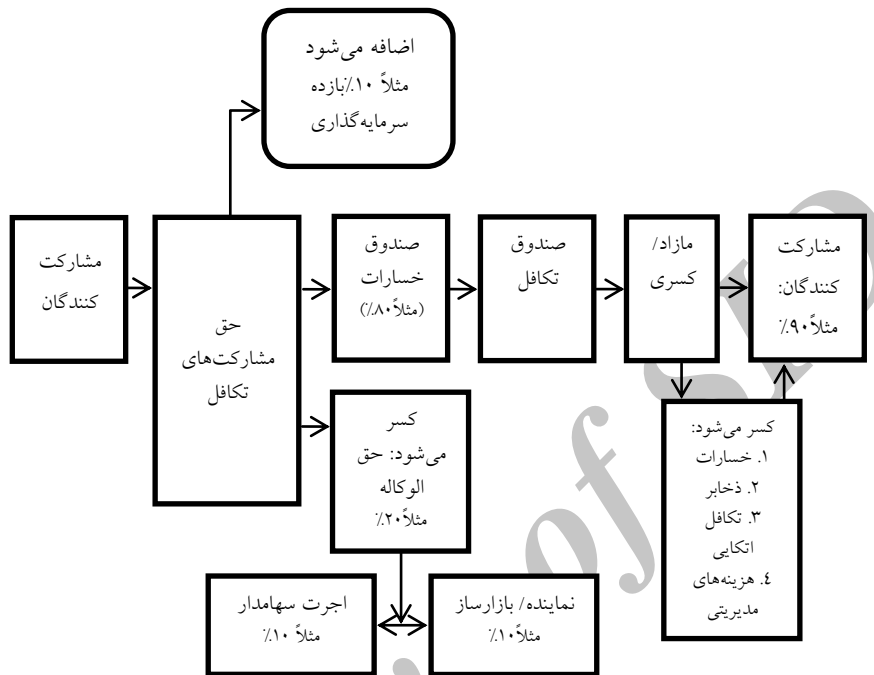 اضافه می‌شود
مثلاً ۱۰٪بازده
سرمایه‌گذاری
مشارکت
کنندگان
حق
مشارکت‌های
تکافل
صندوق
خسارات
(مثلاً۸۰٪)
صندوق
تکافل
مازاد/
کسری
مشارکت
کنندگان:
مثلاً۹۰٪
کسر
می‌شود: حق
الوکاله
مثلاً۲۰٪
کسر می‌شود:
۱. خسارات
۲. ذخابر
۳. تکافل
اتکایی
٤. هزینه‌های
مدیریتی
اجرت سهامدار
مثلاً ۱۰٪
نماینده/ بازارساز
مثلاً۱۰٪
of